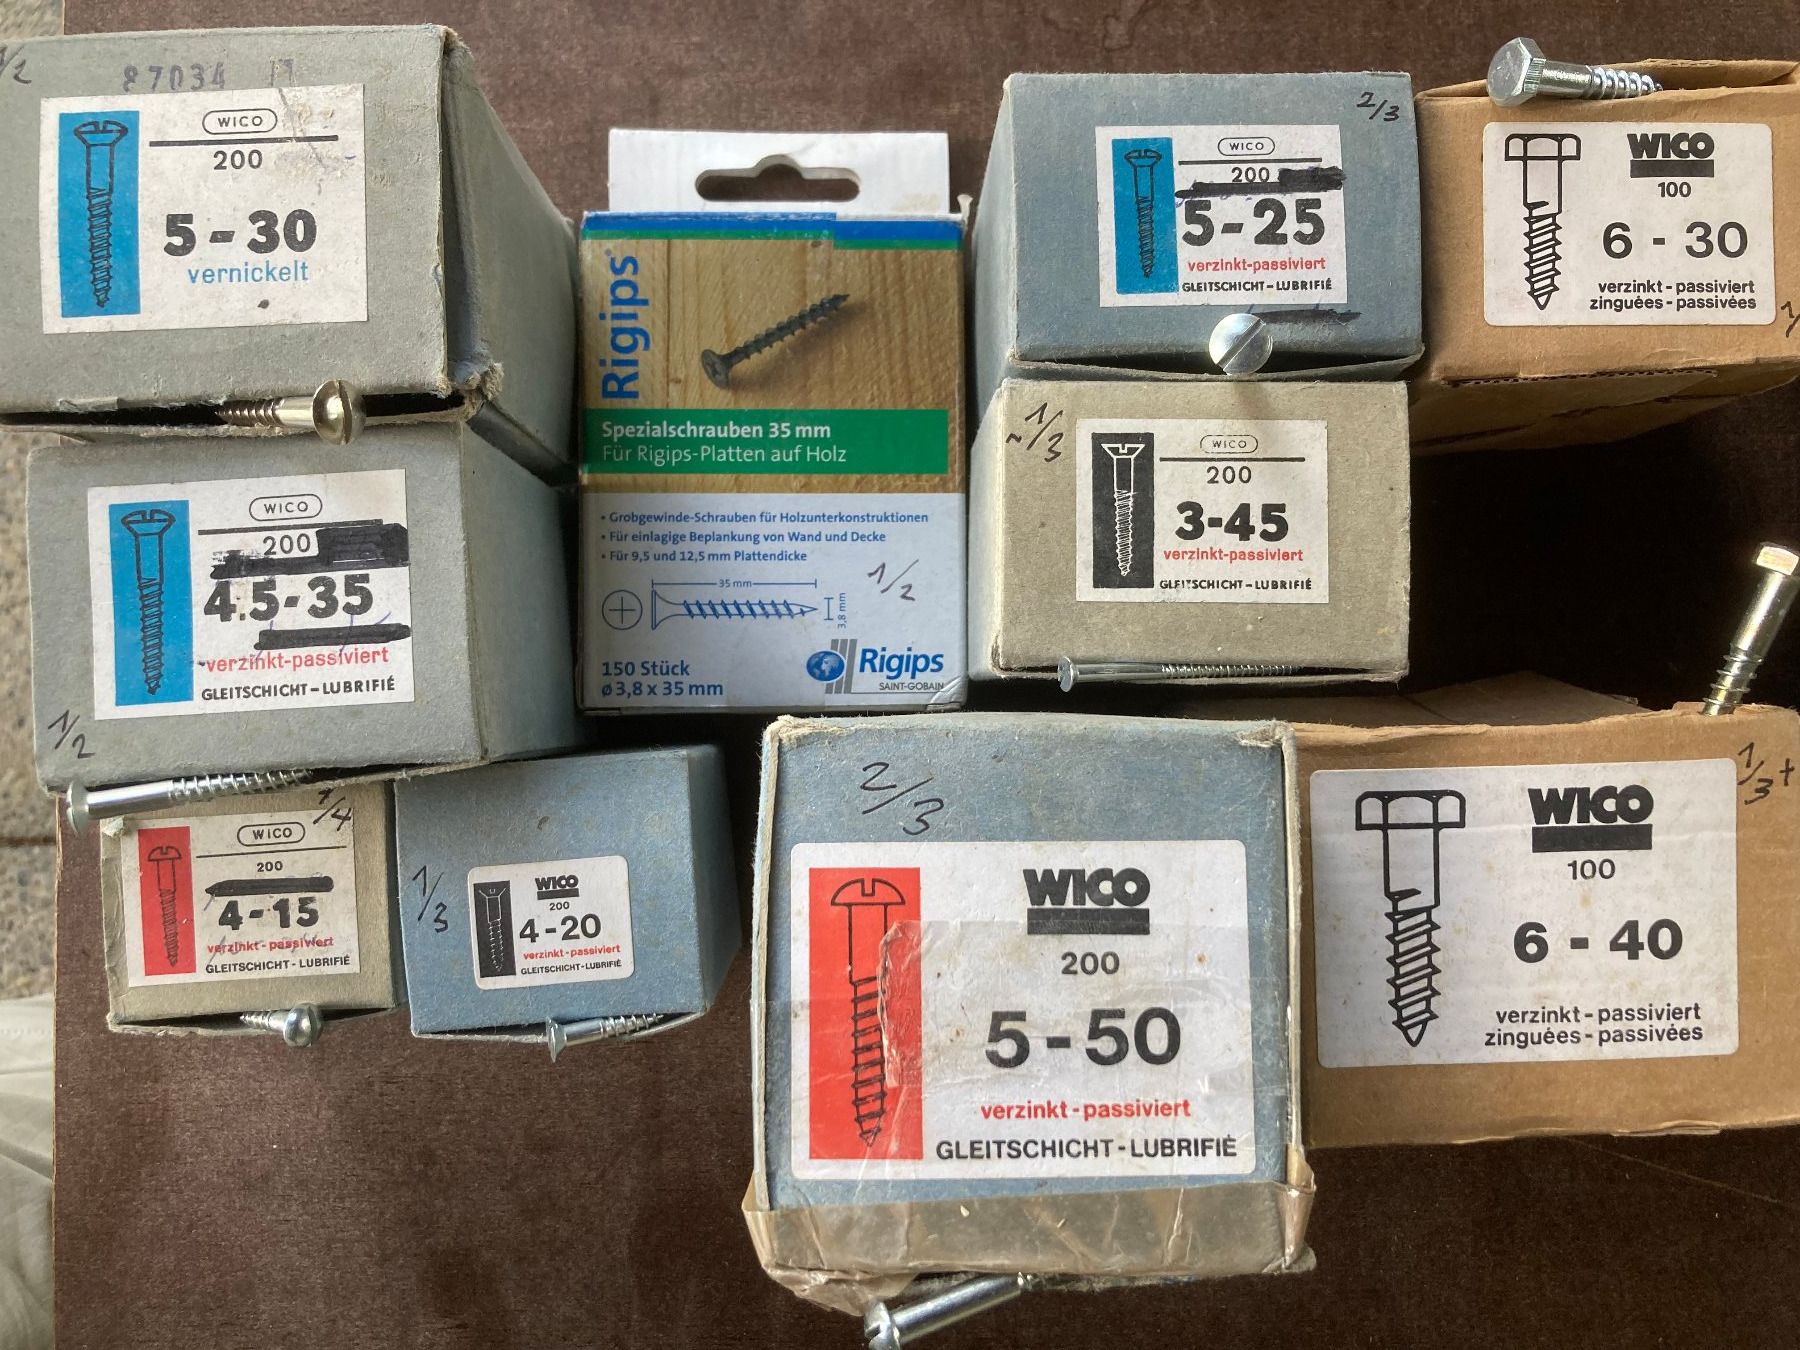 1/2
87034
WICO
200
5-30
vernickelt
WICO
200
4.5-35
verzinkt-passiviert
GLEITSCHICHT-LUBRIFIÉ
1/2
1/4
WICO
200
4-15
verzinkt-passiviert
GLEITSCHICHT-LUBRIFIÉ
1/3
WICO
200
4-20
verzinkt-passiviert
GLEITSCHICHT-LUBRIFIÉ
Rigips®
Spezialschrauben 35 mm
Für Rigips-Platten auf Holz
• Grobgewinde-Schrauben für Holzunterkonstruktionen
• Für einlagige Beplankung von Wand und Decke
• Für 9,5 und 12,5 mm Plattendicke
1/2
35 mm
3,8 mm
150 Stück
ø 3,8 x 35 mm
Rigips
SAINT-GOBAIN
2/3
WICO
200
5-25
verzinkt-passiviert
GLEITSCHICHT-LUBRIFIÉ
~1/3
WICO
200
3-45
verzinkt-passiviert
GLEITSCHICHT-LUBRIFIÉ
WICO
100
6 - 30
verzinkt - passiviert
zinguées - passivées
2/3
WICO
200
5-50
verzinkt - passiviert
GLEITSCHICHT - LUBRIFIÉ
1/3+
WICO
100
6 - 40
verzinkt - passiviert
zinguées - passivées